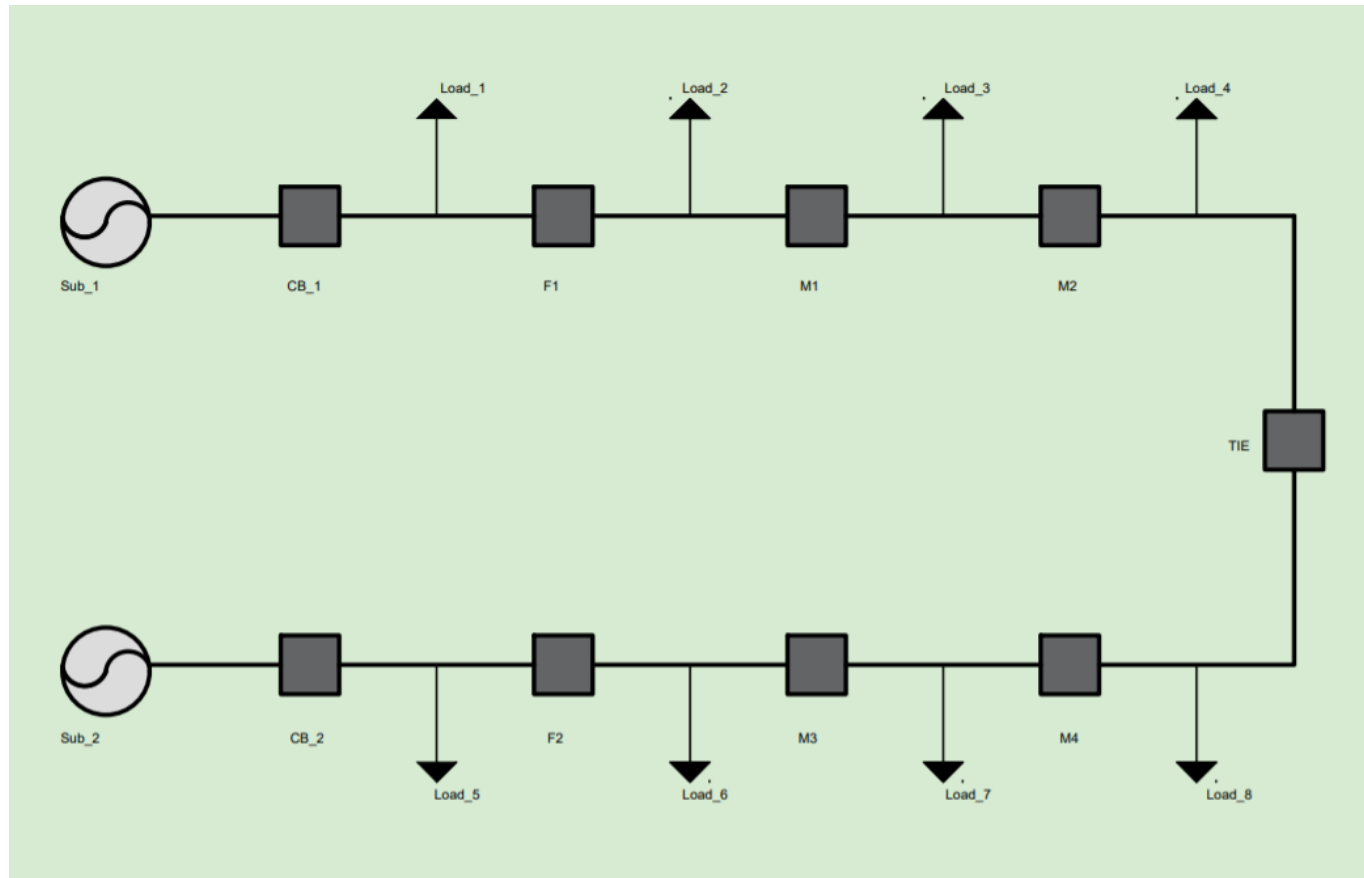 Load_1
Load_2
Load_3
Load_4
Sub_1
CB_1
F1
M1
M2
TIE
Sub_2
CB_2
F2
M3
M4
Load_5
Load_6
Load_7
Load_8